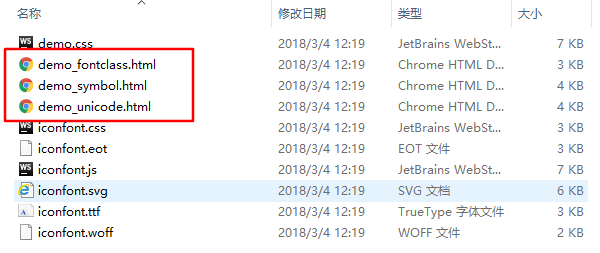 名称 修改日期 类型 大小
demo.css 2018/3/4 12:19 JetBrains WebSt... 7 KB
demo_fontclass.html 2018/3/4 12:19 Chrome HTML D... 3 KB
demo_symbol.html 2018/3/4 12:19 Chrome HTML D... 4 KB
demo_unicode.html 2018/3/4 12:19 Chrome HTML D... 4 KB
iconfont.css 2018/3/4 12:19 JetBrains WebSt... 4 KB
iconfont.eot 2018/3/4 12:19 EOT 文件 3 KB
iconfont.js 2018/3/4 12:19 JetBrains WebSt... 7 KB
iconfont.svg 2018/3/4 12:19 SVG 文档 6 KB
iconfont.ttf 2018/3/4 12:19 TrueType 字体文件 3 KB
iconfont.woff 2018/3/4 12:19 WOFF 文件 2 KB